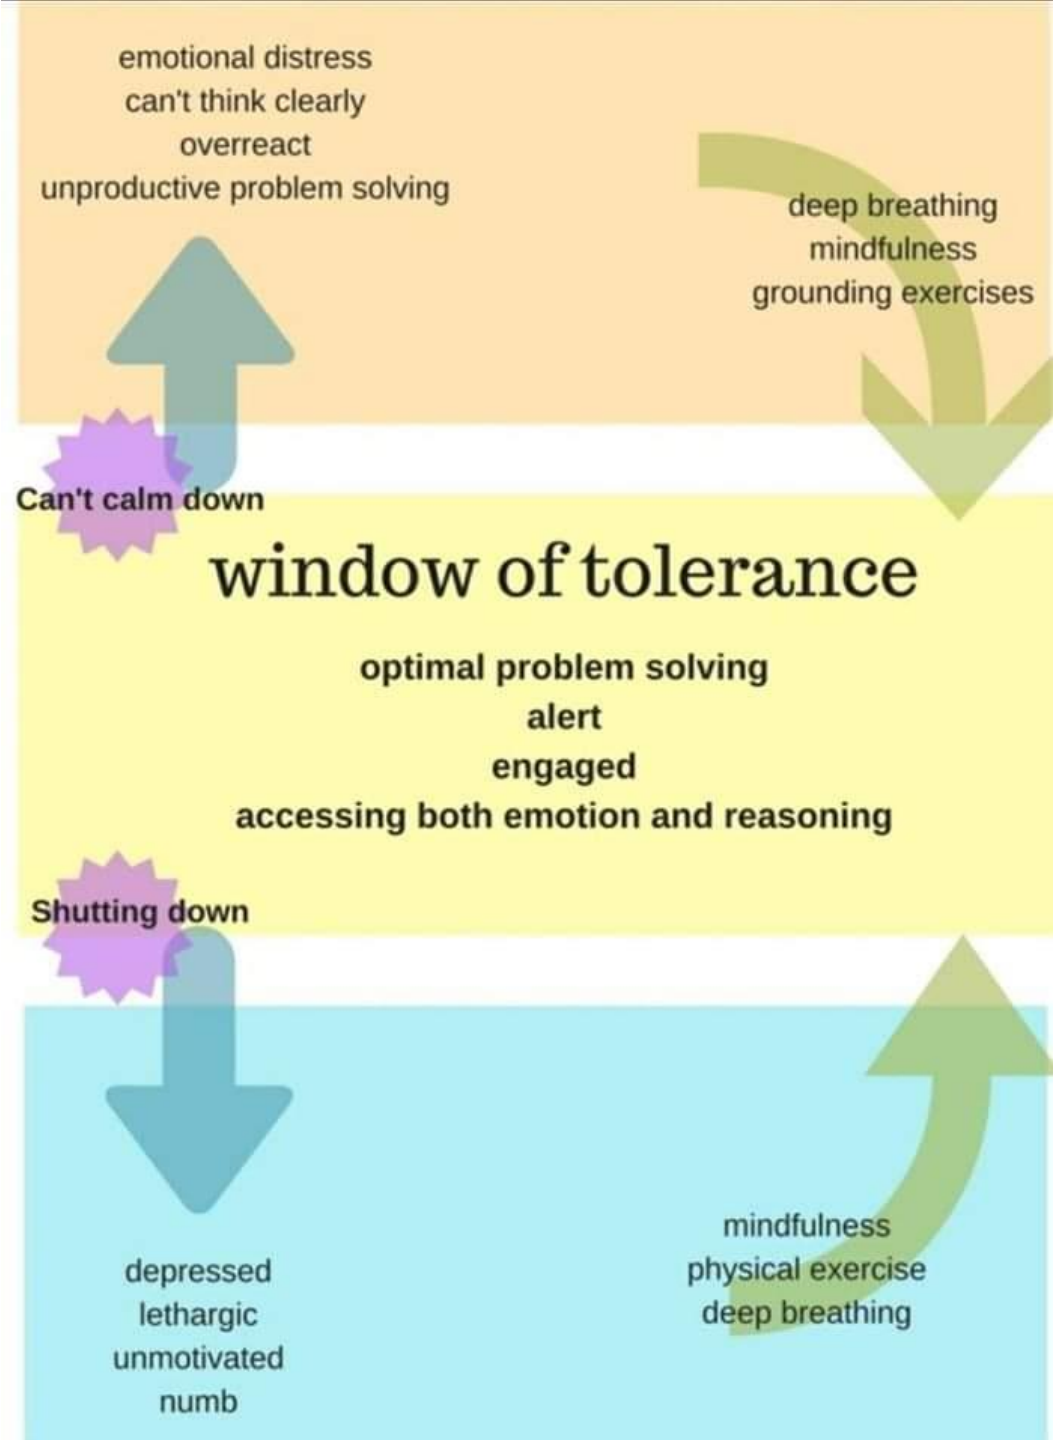 emotional distress
can't think clearly
overreact
unproductive problem solving
deep breathing
mindfulness
grounding exercises
Can't calm down
window of tolerance
optimal problem solving
alert
engaged
accessing both emotion and reasoning
Shutting down
mindfulness
physical exercise
deep breathing
depressed
lethargic
unmotivated
numb